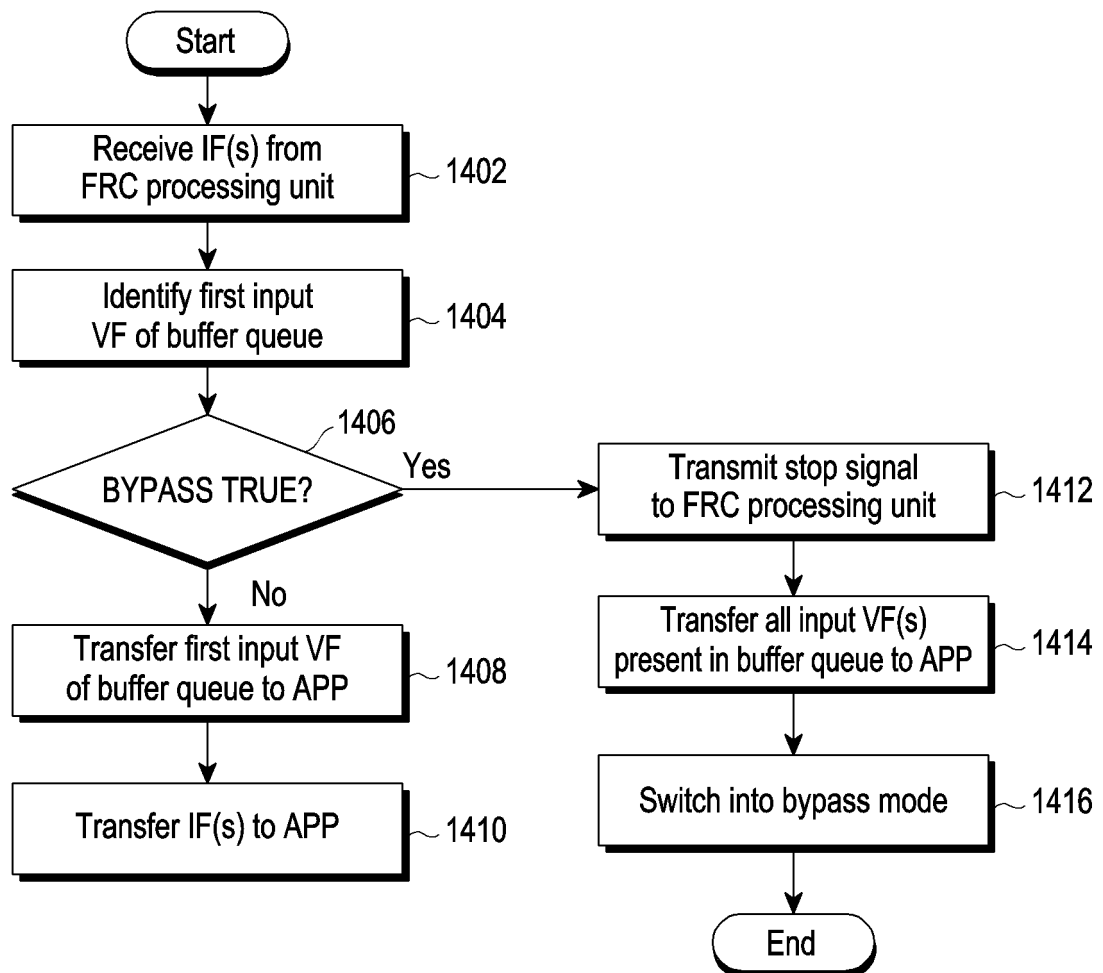 Start
Receive IF(s) from
FRC processing unit
1402
Identify first input
VF of buffer queue
1404
1406
BYPASS TRUE?
Yes
No
Transfer first input VF
of buffer queue to APP
1408
Transfer IF(s) to APP
1410
Transmit stop signal
to FRC processing unit
1412
Transfer all input VF(s)
present in buffer queue to APP
1414
Switch into bypass mode
1416
End